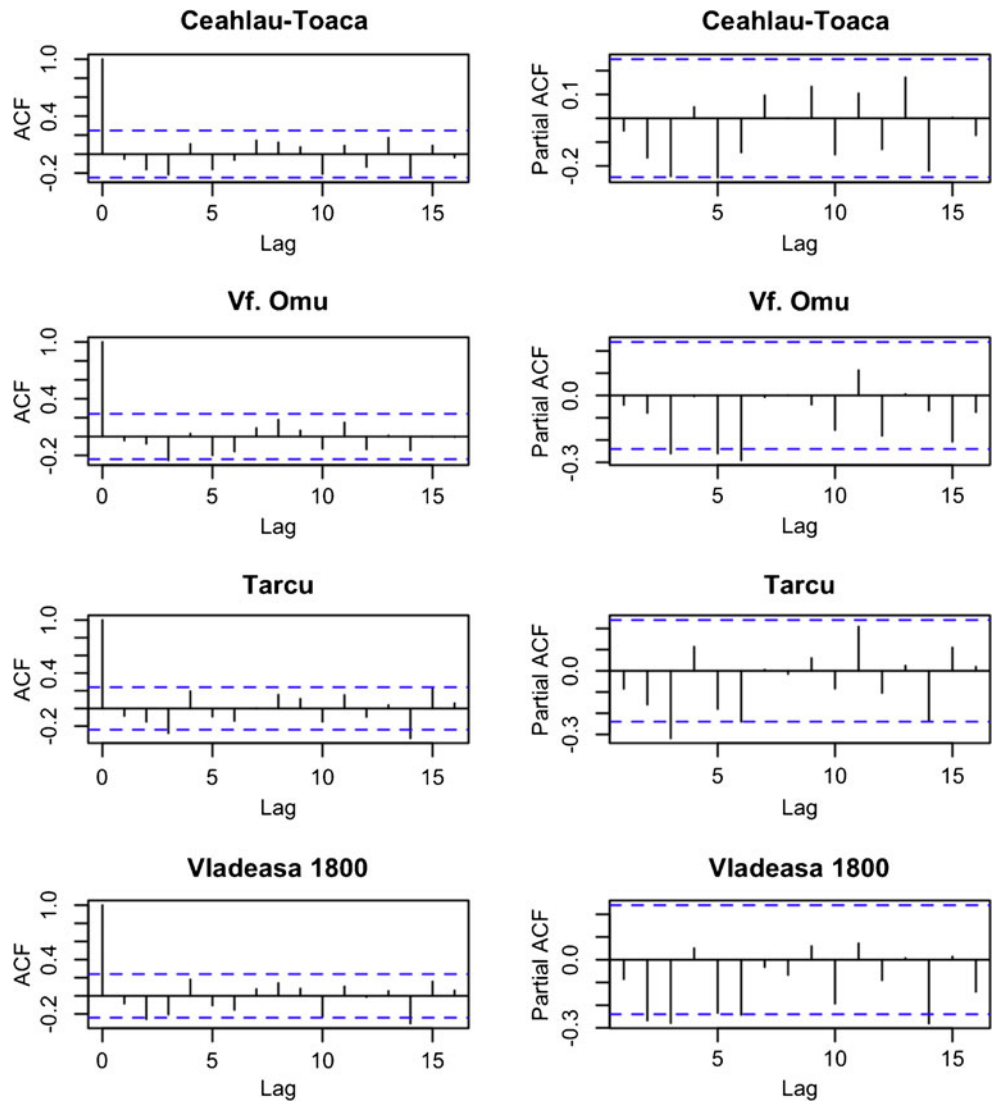 Ceahlau-Toaca
ACF
1.0
0.4
-0.2
0 5 10 15
Lag
Ceahlau-Toaca
Partial ACF
0.1
-0.2
5 10 15
Lag
Vf. Omu
ACF
1.0
0.4
-0.2
0 5 10 15
Lag
Vf. Omu
Partial ACF
0.0
-0.3
5 10 15
Lag
Tarcu
ACF
1.0
0.4
-0.2
0 5 10 15
Lag
Tarcu
Partial ACF
0.0
-0.3
5 10 15
Lag
Vladeasa 1800
ACF
1.0
0.4
-0.2
0 5 10 15
Lag
Vladeasa 1800
Partial ACF
0.0
-0.3
5 10 15
Lag